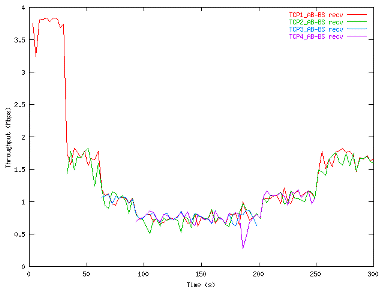 TCP1_AB-BS recv
TCP2_AB-BS recv
TCP3_AB-BS recv
TCP4_AB-BS recv
4
3.5
3
2.5
2
1.5
1
0.5
0
Throughput (Mbps)
0 50 100 150 200 250 300
Time (s)